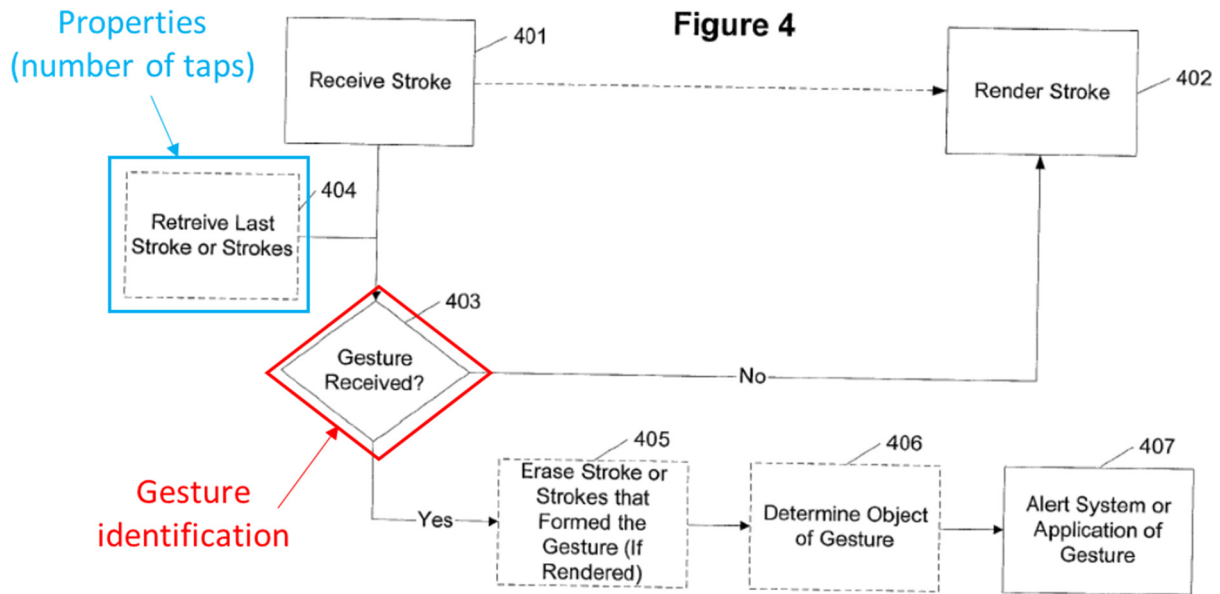 Figure 4
Properties
(number of taps)
401
Receive Stroke
402
Render Stroke
404
Retreive Last
Stroke or Strokes
403
Gesture
Received?
No
Gesture
identification
Yes
405
Erase Stroke or
Strokes that
Formed the
Gesture (If
Rendered)
406
Determine Object
of Gesture
407
Alert System or
Application of
Gesture